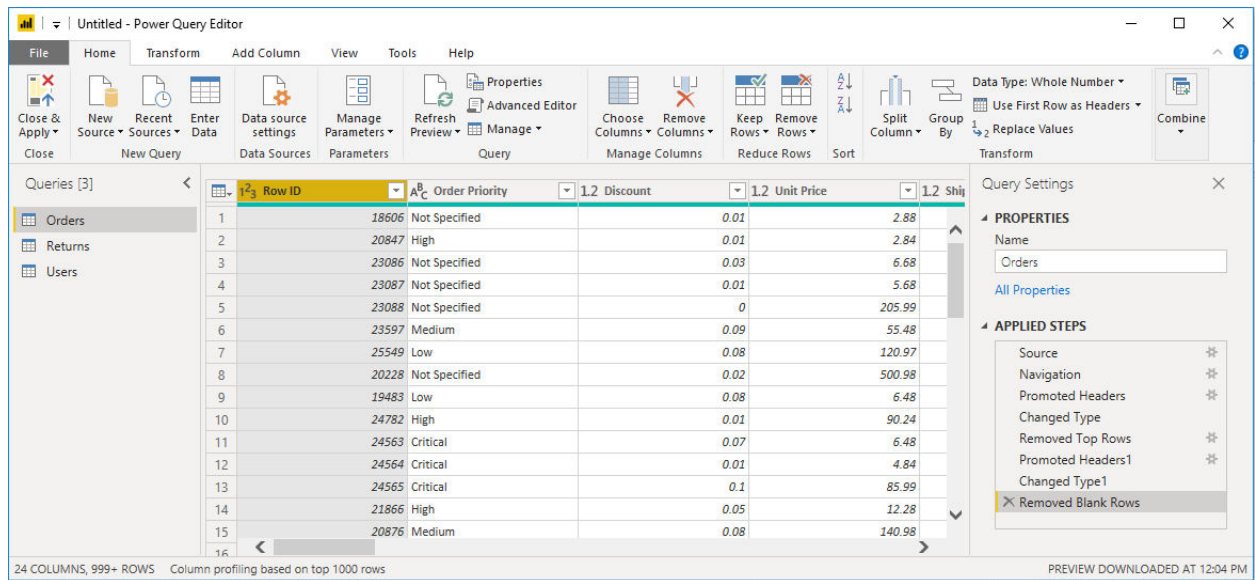 Untitled - Power Query Editor
File Home Transform Add Column View Tools Help
Close & Apply
New Source
Recent Sources
Enter Data
Data source settings
Manage Parameters
Refresh Preview
Properties
Advanced Editor
Manage
Choose Columns
Remove Columns
Keep Rows
Remove Rows
Split Column
Group By
Data Type: Whole Number
Use First Row as Headers
Replace Values
Combine
Close New Query Data Sources Parameters Query Manage Columns Reduce Rows Sort Transform
Queries [3]
Orders
Returns
Users
Row ID Order Priority 1.2 Discount 1.2 Unit Price 1.2 Ship
1 18606 Not Specified 0.01 2.88
2 20847 High 0.01 2.84
3 23086 Not Specified 0.03 6.68
4 23087 Not Specified 0.01 5.68
5 23088 Not Specified 0 205.99
6 23597 Medium 0.09 55.48
7 25549 Low 0.08 120.97
8 20228 Not Specified 0.02 500.98
9 19483 Low 0.08 6.48
10 24782 High 0.01 90.24
11 24563 Critical 0.07 6.48
12 24564 Critical 0.01 4.84
13 24565 Critical 0.1 85.99
14 21866 High 0.05 12.28
15 20876 Medium 0.08 140.98
16
Query Settings
PROPERTIES
Name
Orders
All Properties
APPLIED STEPS
Source
Navigation
Promoted Headers
Changed Type
Removed Top Rows
Promoted Headers1
Changed Type1
Removed Blank Rows
24 COLUMNS, 999+ ROWS Column profiling based on top 1000 rows PREVIEW DOWNLOADED AT 12:04 PM